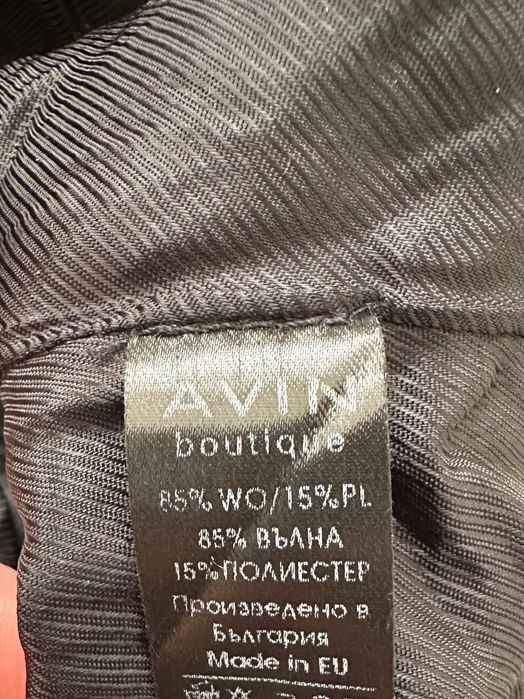 AVIN
boutique
85% WO/15%PL
85% ВЪЛНА
15%ПОЛИЕСТЕР
Произведено в
България
Made in EU